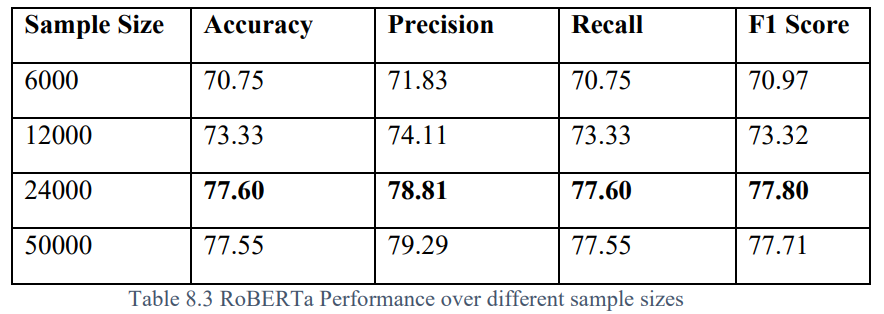 Sample Size Accuracy Precision Recall F1 Score
6000 70.75 71.83 70.75 70.97
12000 73.33 74.11 73.33 73.32
24000 77.60 78.81 77.60 77.80
50000 77.55 79.29 77.55 77.71
Table 8.3 RoBERTa Performance over different sample sizes